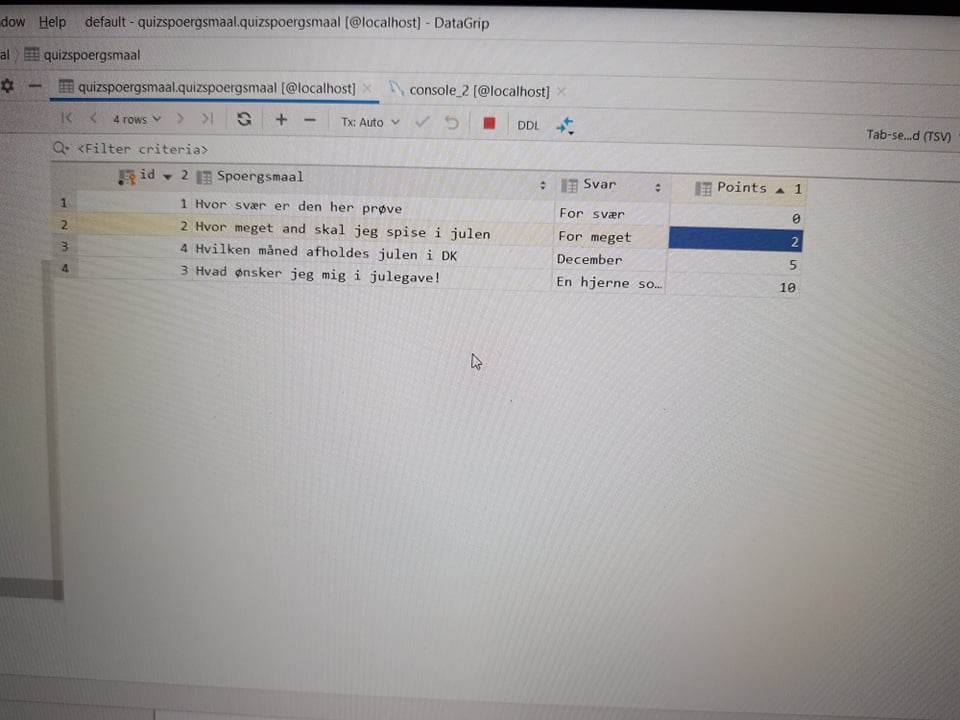 dow Help default - quizspoergsmaal.quizspoergsmaal [@localhost] - DataGrip
al quizspoergsmaal
quizspoergsmaal.quizspoergsmaal [@localhost] console_2 [@localhost]
4 rows Tx: Auto DDL Tab-se...d (TSV)
<Filter criteria>
id 2 Spoergsmaal Svar Points 1
1 1 Hvor svær er den her prøve For svær 0
2 2 Hvor meget and skal jeg spise i julen For meget 2
3 4 Hvilken måned afholdes julen i DK December 5
4 3 Hvad ønsker jeg mig i julegave! En hjerne so… 10